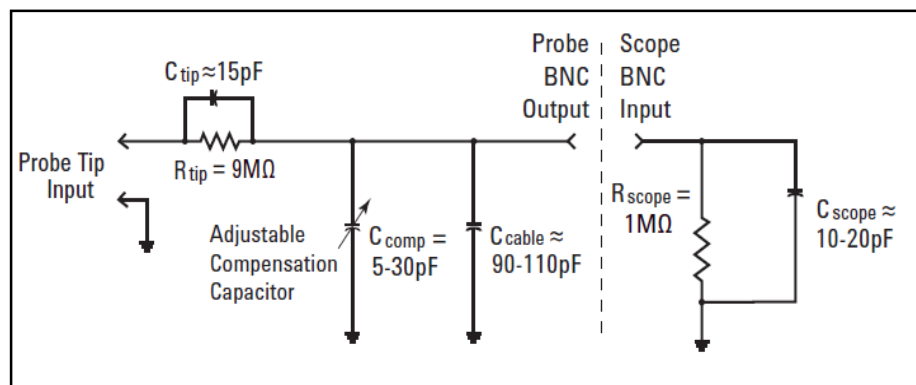 C tip ≈15pF
Probe
BNC
Output
Scope
BNC
Input
Probe Tip
Input
R tip = 9MΩ
Adjustable
Compensation
Capacitor
C comp =
5-30pF
C cable ≈
90-110pF
R scope =
1MΩ
C scope ≈
10-20pF